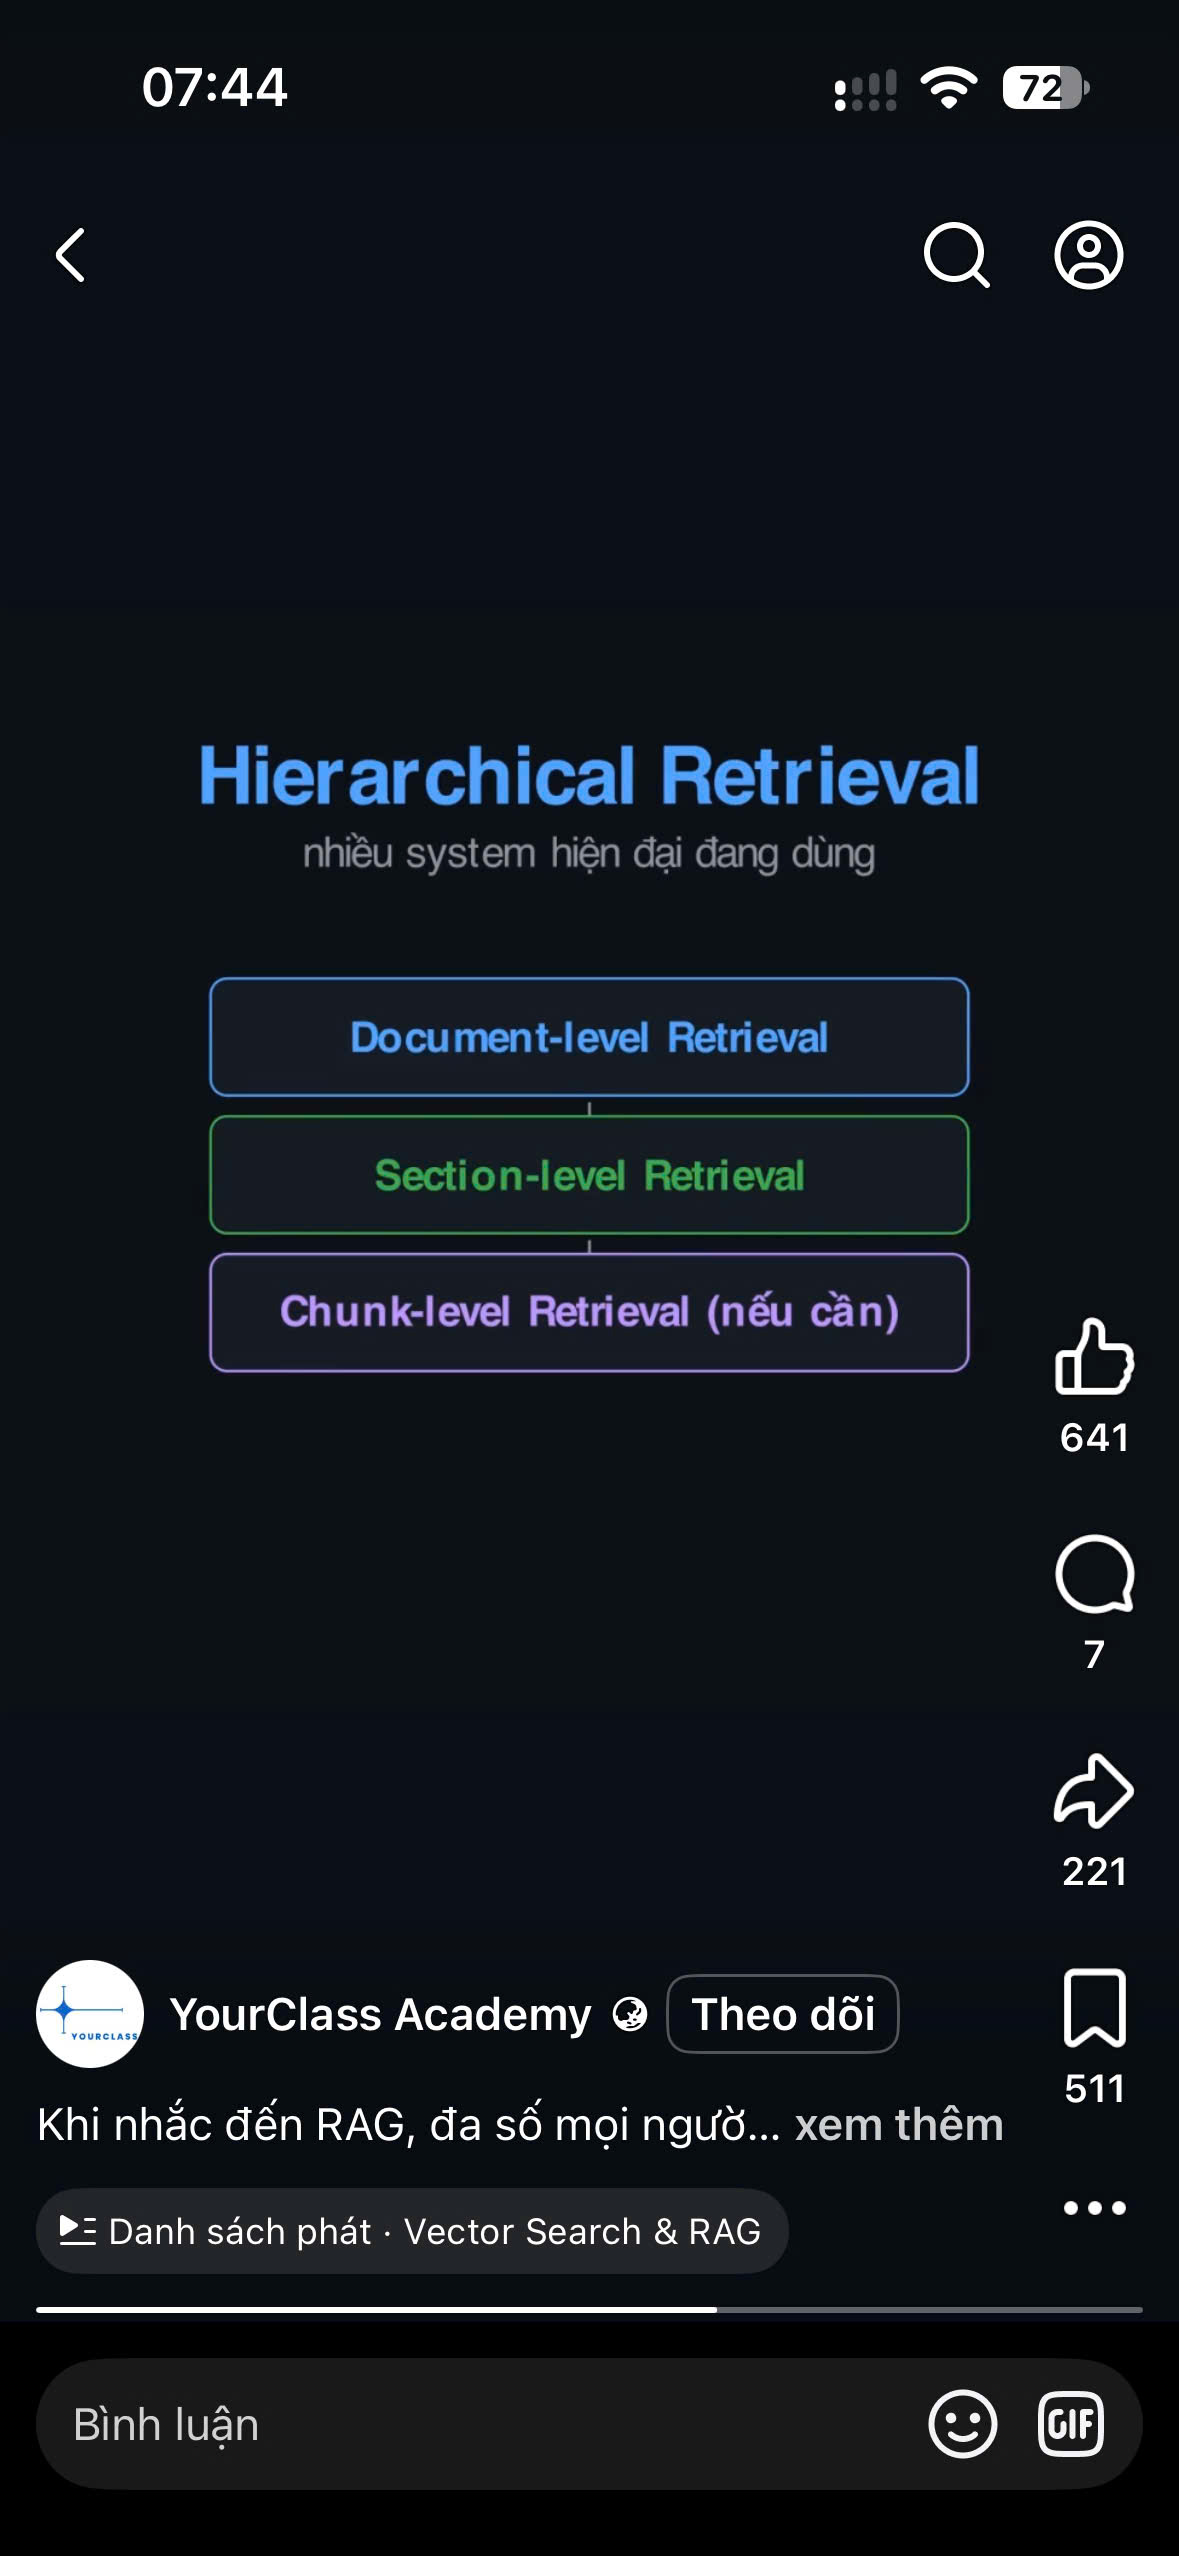 07:44
72
Hierarchical Retrieval
nhiều system hiện đại đang dùng
Document-level Retrieval
Section-level Retrieval
Chunk-level Retrieval (nếu cần)
641
7
221
YOURCLASS
YourClass Academy
Theo dõi
511
Khi nhắc đến RAG, đa số mọi ngườ... xem thêm
Danh sách phát · Vector Search & RAG
Bình luận
GIF